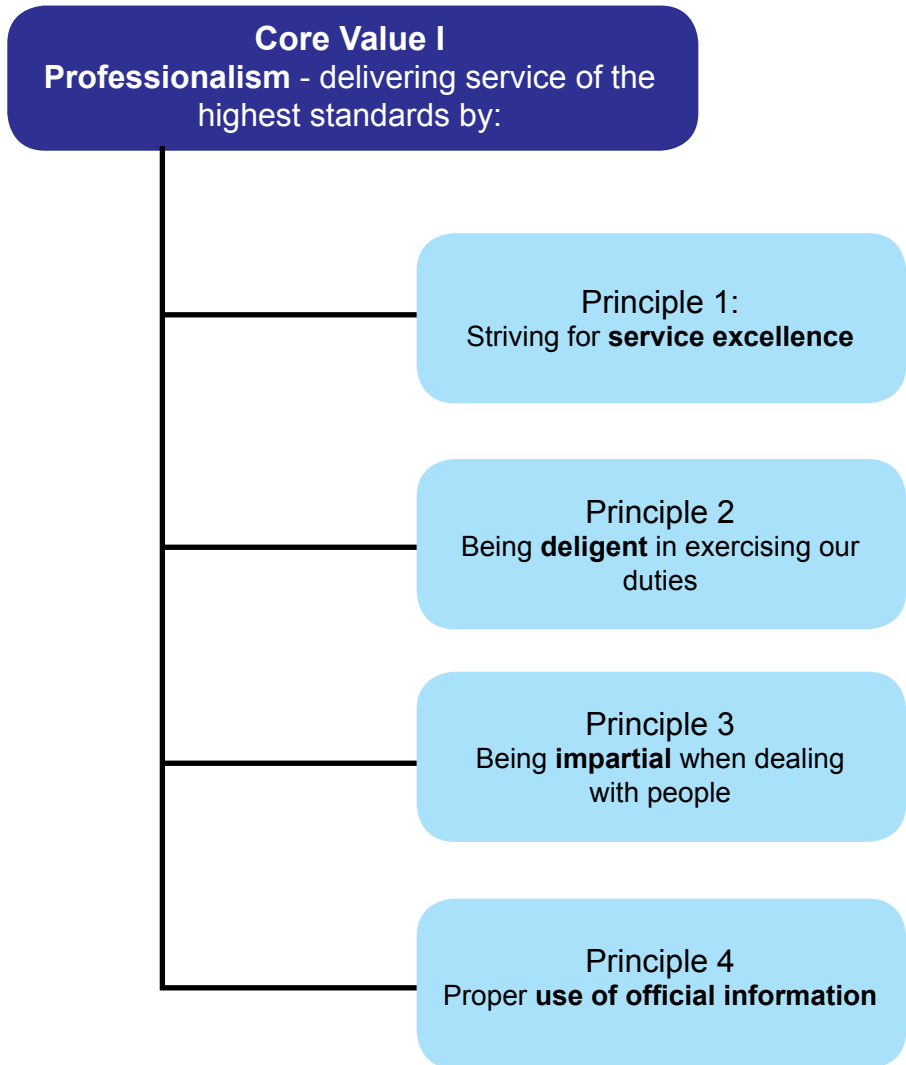 Core Value I
Professionalism - delivering service of the
highest standards by:
Principle 1:
Striving for service excellence
Principle 2
Being deligent in exercising our
duties
Principle 3
Being impartial when dealing
with people
Principle 4
Proper use of official information